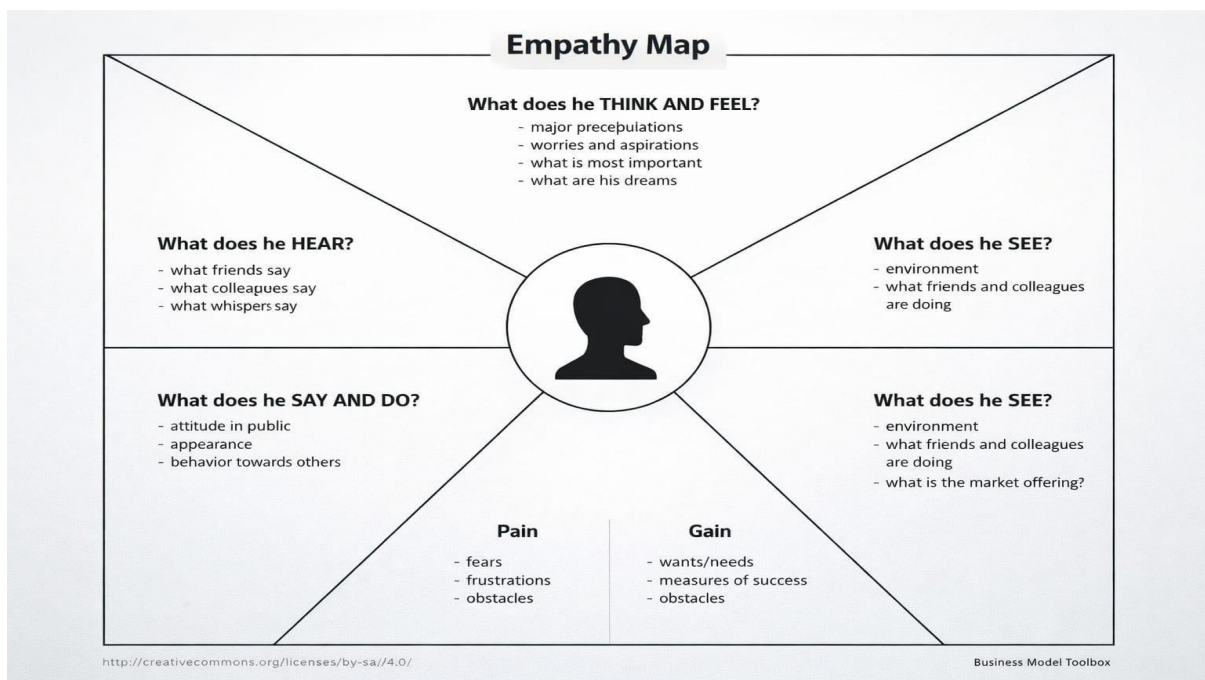 Empathy Map
What does he THINK AND FEEL?
- major preceþulations
- worries and aspirations
- what is most important
- what are his dreams
What does he HEAR?
- what friends say
- what colleagues say
- what whispers say
What does he SEE?
- environment
- what friends and colleagues
are doing
What does he SAY AND DO?
- attitude in public
- appearance
- behavior towards others
What does he SEE?
- environment
- what friends and colleagues
are doing
- what is the market offering?
Pain
- fears
- frustrations
- obstacles
Gain
- wants/needs
- measures of success
- obstacles
http://creativecommons.org/licenses/by-sa//4.0/
Business Model Toolbox